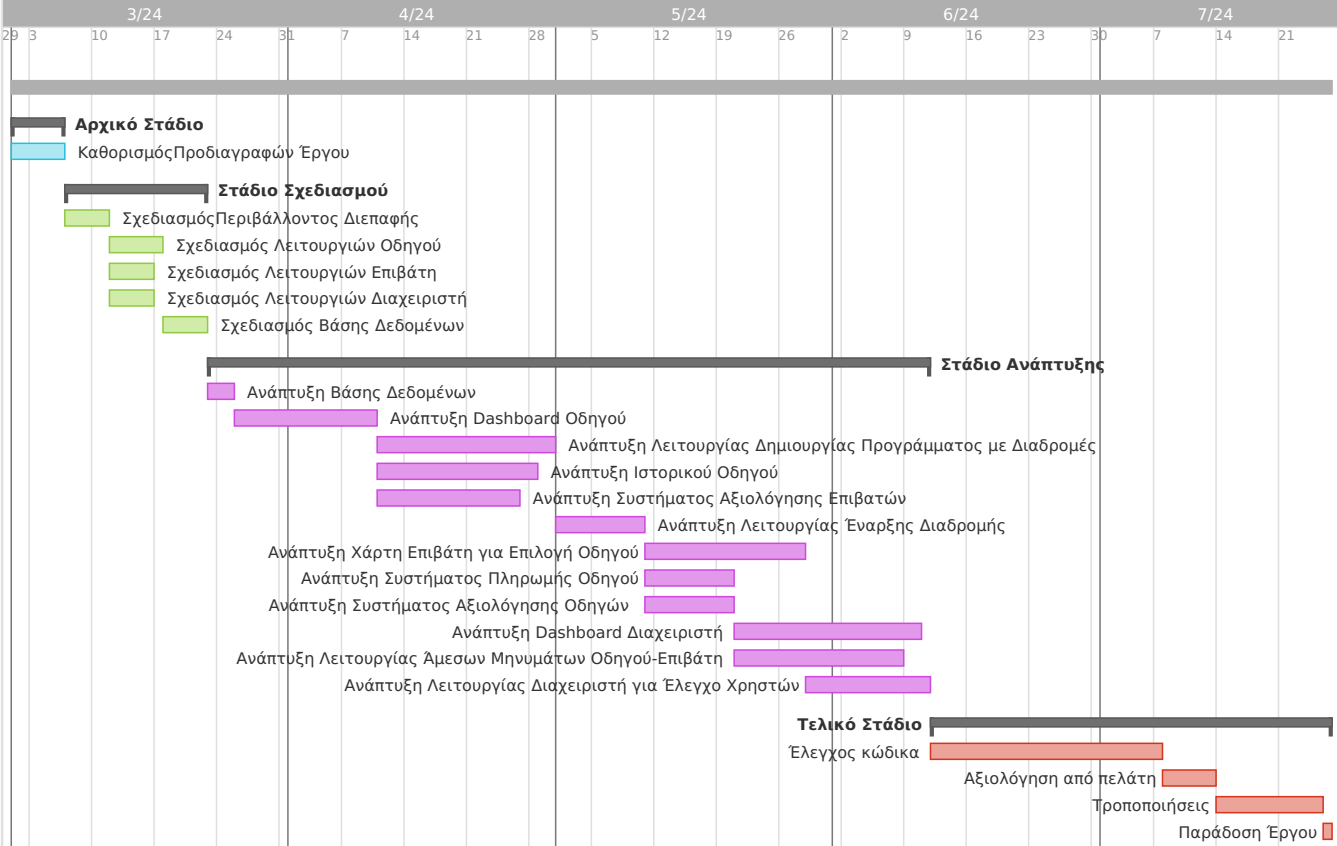 3/24 4/24 5/24 6/24 7/24
29 3 10 17 24 31 7 14 21 28 5 12 19 26 2 9 16 23 30 7 14 21
Αρχικό Στάδιο
ΚαθορισμόςΠροδιαγραφών Έργου
Στάδιο Σχεδιασμού
ΣχεδιασμόςΠεριβάλλοντος Διεπαφής
Σχεδιασμός Λειτουργιών Οδηγού
Σχεδιασμός Λειτουργιών Επιβάτη
Σχεδιασμός Λειτουργιών Διαχειριστή
Σχεδιασμός Βάσης Δεδομένων
Στάδιο Ανάπτυξης
Ανάπτυξη Βάσης Δεδομένων
Ανάπτυξη Dashboard Οδηγού
Ανάπτυξη Λειτουργίας Δημιουργίας Προγράμματος με Διαδρομές
Ανάπτυξη Ιστορικού Οδηγού
Ανάπτυξη Συστήματος Αξιολόγησης Επιβατών
Ανάπτυξη Λειτουργίας Έναρξης Διαδρομής
Ανάπτυξη Χάρτη Επιβάτη για Επιλογή Οδηγού
Ανάπτυξη Συστήματος Πληρωμής Οδηγού
Ανάπτυξη Συστήματος Αξιολόγησης Οδηγών
Ανάπτυξη Dashboard Διαχειριστή
Ανάπτυξη Λειτουργίας Άμεσων Μηνυμάτων Οδηγού-Επιβάτη
Ανάπτυξη Λειτουργίας Διαχειριστή για Έλεγχο Χρηστών
Τελικό Στάδιο
Έλεγχος κώδικα
Αξιολόγηση από πελάτη
Τροποποιήσεις
Παράδοση Έργου